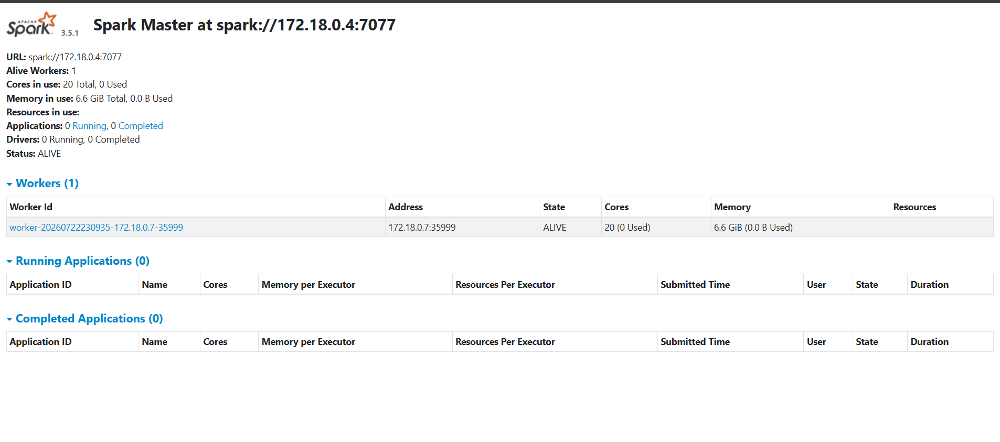 APACHE
Spark 3.5.1 Spark Master at spark://172.18.0.4:7077
URL: spark://172.18.0.4:7077
Alive Workers: 1
Cores in use: 20 Total, 0 Used
Memory in use: 6.6 GiB Total, 0.0 B Used
Resources in use:
Applications: 0 Running, 0 Completed
Drivers: 0 Running, 0 Completed
Status: ALIVE
Workers (1)
Worker Id Address State Cores Memory Resources
worker-20260722230935-172.18.0.7-35999 172.18.0.7:35999 ALIVE 20 (0 Used) 6.6 GiB (0.0 B Used)
Running Applications (0)
Application ID Name Cores Memory per Executor Resources Per Executor Submitted Time User State Duration
Completed Applications (0)
Application ID Name Cores Memory per Executor Resources Per Executor Submitted Time User State Duration